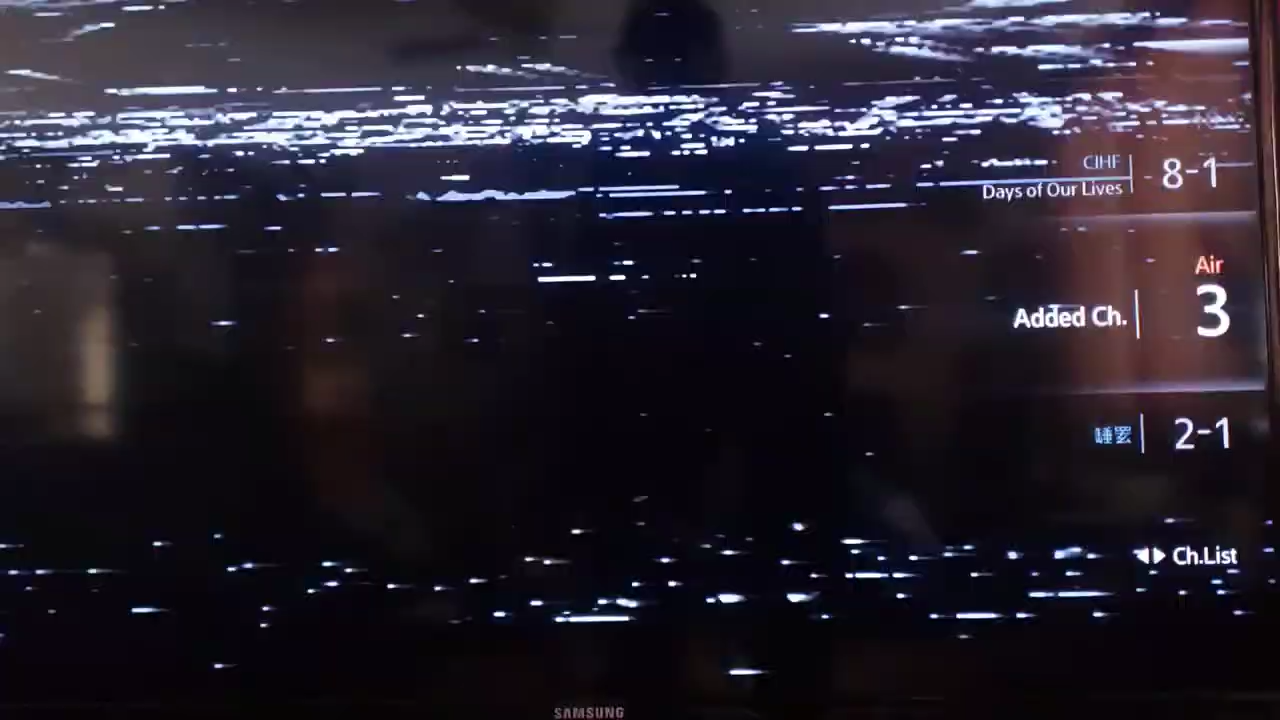 CIHF
8-1
Days of Our Lives
Air
Added Ch.
3
2-1
◀▶ Ch.List
SAMSUNG